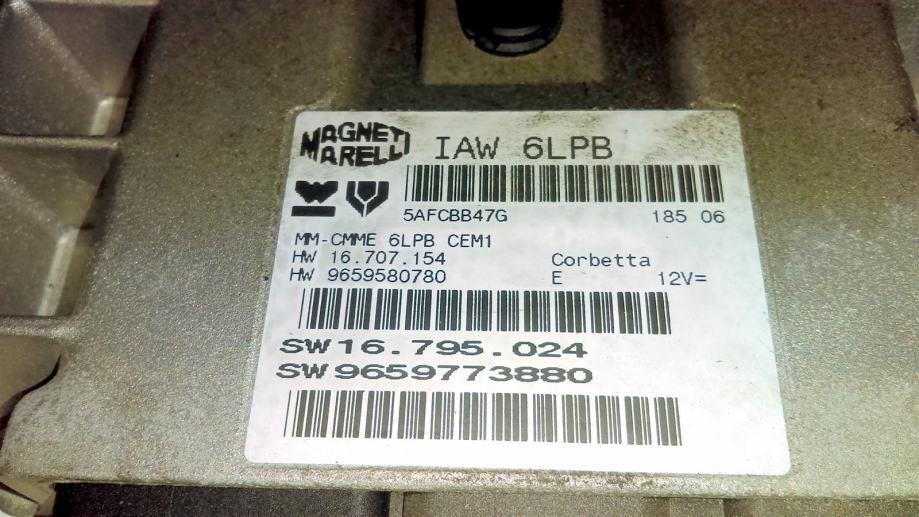 MAGNETI
MARELLI
IAW 6LPB
5AFCBB47G 185 06
MM-CMME 6LPB CEM1
HW 16.707.154 Corbetta
HW 9659580780 E 12V=
SW 16.795.024
SW 9659773880